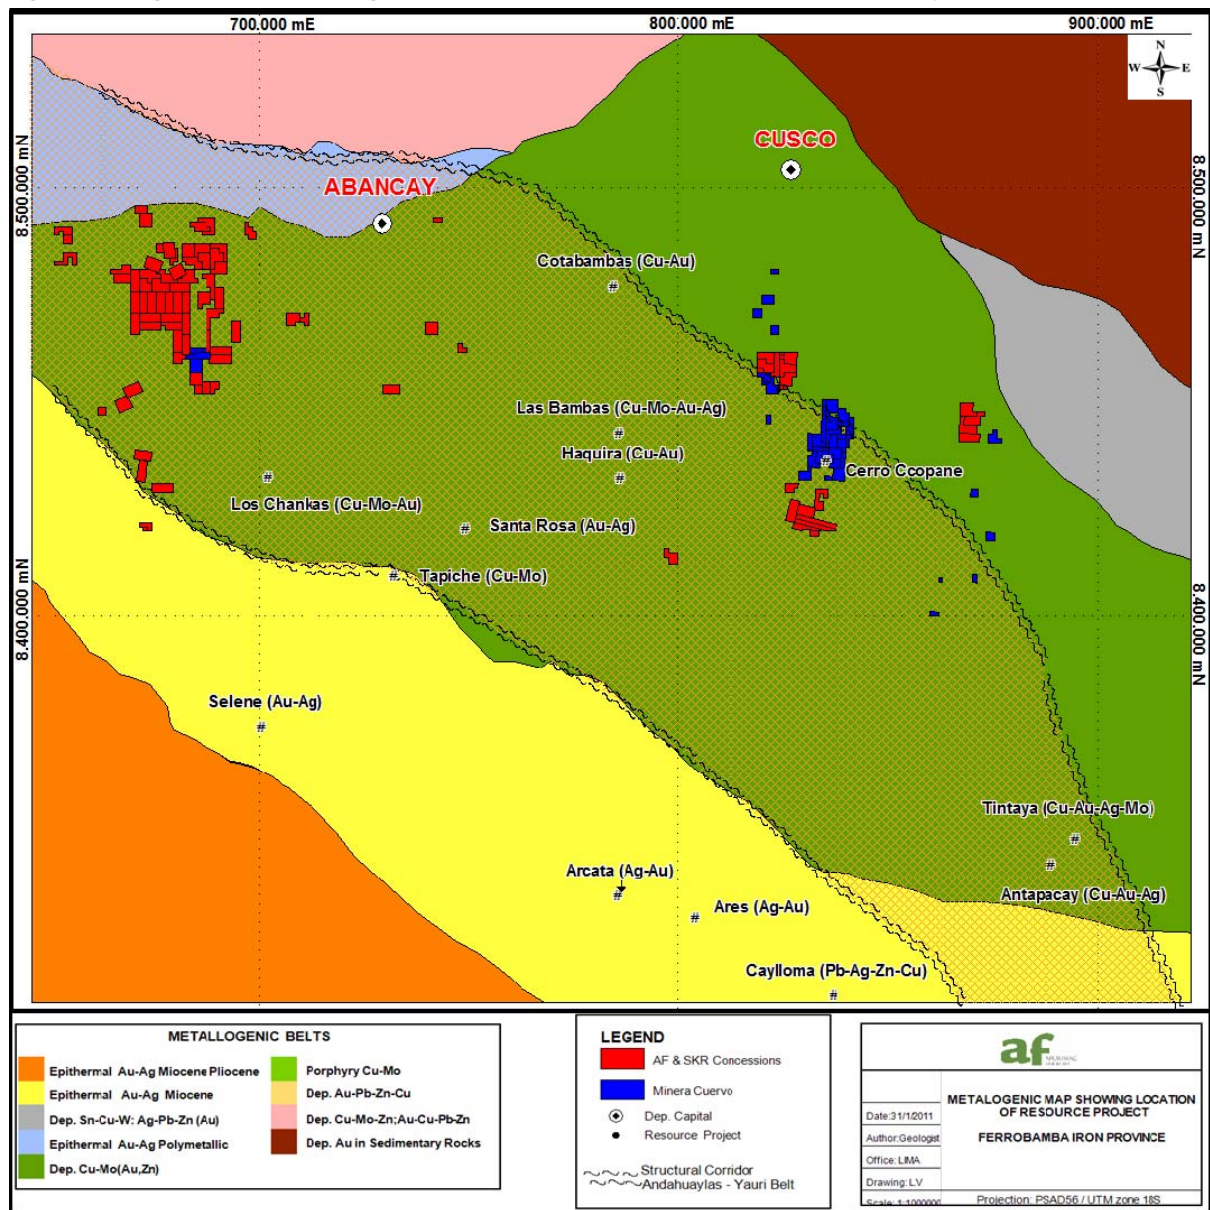 700.000 mE
800.000 mE
900.000 mE
N
W
E
S
8.500.000 mN
8.500.000 mN
CUSCO
ABANCAY
Cotabambas (Cu-Au)
Las Bambas (Cu-Mo-Au-Ag)
Haquira (Cu-Au)
Cerro Ccopane
Los Chankas (Cu-Mo-Au)
Santa Rosa (Au-Ag)
Tapiche (Cu-Mo)
8.400.000 mN
8.400.000 mN
Selene (Au-Ag)
Tintaya (Cu-Au-Ag-Mo)
Arcata (Ag-Au)
Antapacay (Cu-Au-Ag)
Ares (Ag-Au)
Caylloma (Pb-Ag-Zn-Cu)
METALLOGENIC BELTS
Epithermal Au-Ag Miocene Pliocene
Epithermal Au-Ag Miocene
Dep. Sn-Cu-W: Ag-Pb-Zn (Au)
Epithermal Au-Ag Polymetallic
Dep. Cu-Mo(Au,Zn)
Porphyry Cu-Mo
Dep. Au-Pb-Zn-Cu
Dep. Cu-Mo-Zn;Au-Cu-Pb-Zn
Dep. Au in Sedimentary Rocks
LEGEND
AF & SKR Concessions
Minera Cuervo
Dep. Capital
Resource Project
Structural Corridor
Andahuaylas - Yauri Belt
af
METALOGENIC MAP SHOWING LOCATION
OF RESOURCE PROJECT
FERROBAMBA IRON PROVINCE
Date:31/1/2011
Author:Geologist
Office: LIMA
Drawing: L.V
Scale: 1:1000000
Projection: PSAD56 / UTM zone 18S